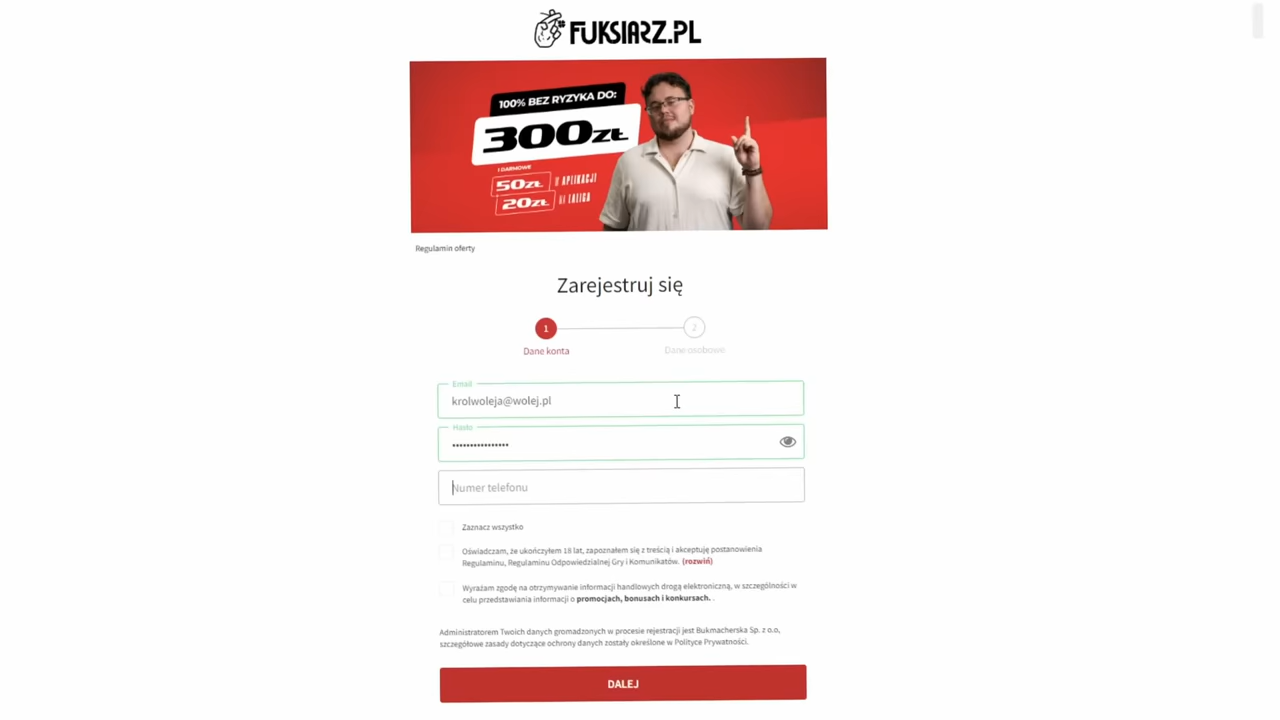 FUKSIARZ.PL
100% BEZ RYZYKA DO:
300ZŁ
I DARMOWE
50ZŁ W APLIKACJI
20ZŁ NA LATICO
Regulamin oferty
Zarejestruj się
1
2
Dane konta
Dane osobowe
Email
krolwoleja@wolej.pl
Hasło
•••••••••••••••
Numer telefonu
Zaznacz wszystko
Oświadczam, że ukończyłem 18 lat, zapoznałem się z treścią i akceptuję postanowienia
Regulaminu, Regulaminu Odpowiedzialnej Gry i Komunikatów. (rozwiń)
Wyrażam zgodę na otrzymywanie informacji handlowych drogą elektroniczną, w szczególności w
celu przedstawiania informacji o promocjach, bonusach i konkursach. .
Administratorem Twoich danych gromadzonych w procesie rejestracji jest Bukmacherska Sp. z o.o,
szczegółowe zasady dotyczące ochrony danych zostały określone w Polityce Prywatności.
DALEJ